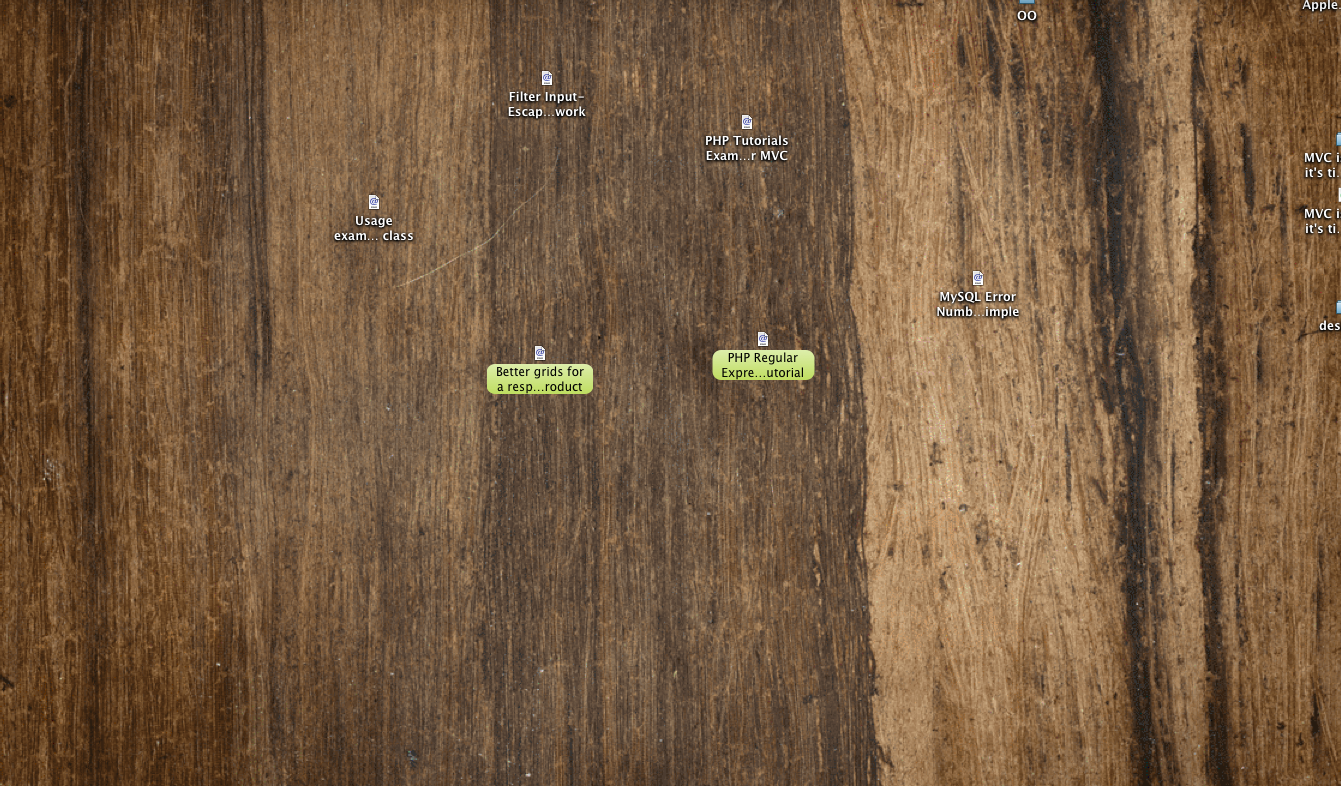 OO
Apple
Filter Input-
Escap...work
PHP Tutorials
Exam...r MVC
MVC i
it's ti.
Usage
exam... class
MVC i
it's ti.
MySQL Error
Numb...imple
des
Better grids for
a resp...roduct
PHP Regular
Expre...utorial